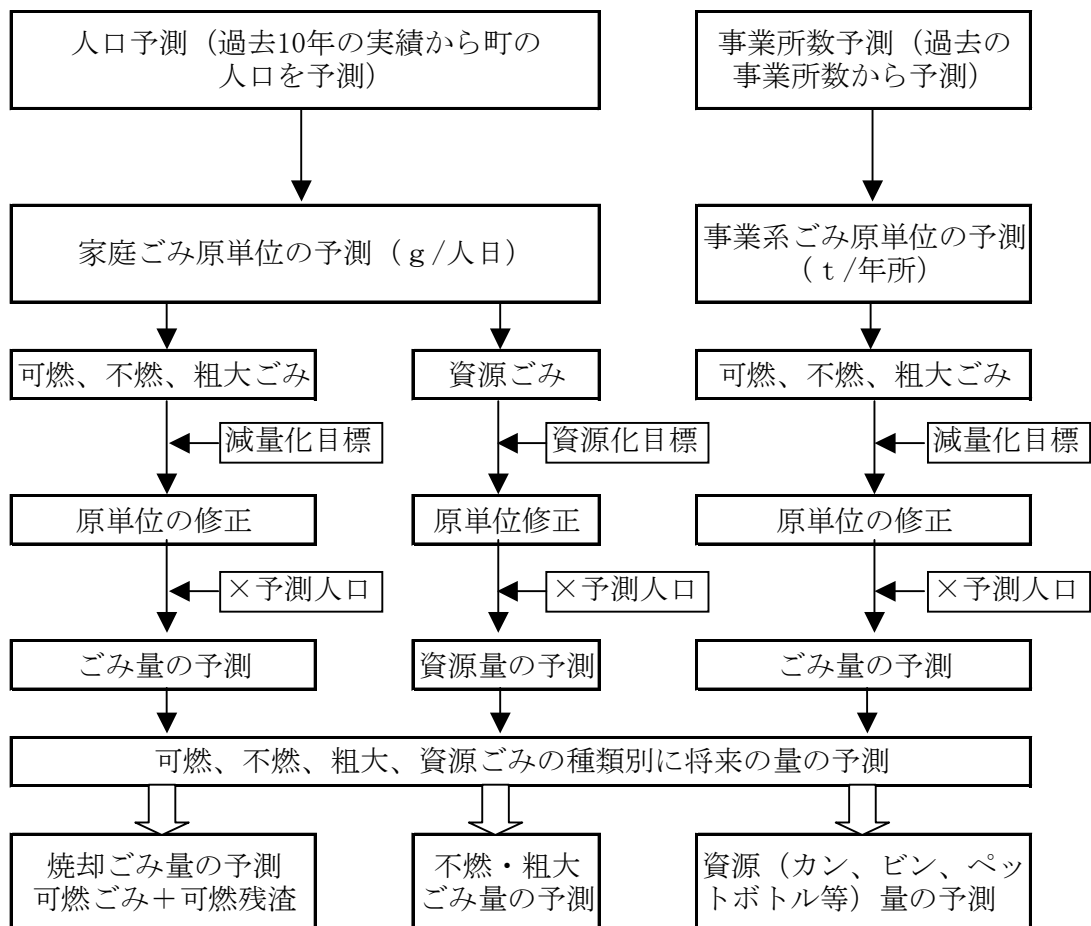 人口予測（過去10年の実績から町の
人口を予測）
事業所数予測（過去の
事業所数から予測）
家庭ごみ原単位の予測（ｇ/人日）
事業系ごみ原単位の予測
（ｔ/年所）
可燃、不燃、粗大ごみ
資源ごみ
可燃、不燃、粗大ごみ
減量化目標
資源化目標
減量化目標
原単位の修正
原単位修正
原単位の修正
×予測人口
×予測人口
×予測人口
ごみ量の予測
資源量の予測
ごみ量の予測
可燃、不燃、粗大、資源ごみの種類別に将来の量の予測
焼却ごみ量の予測
可燃ごみ＋可燃残渣
不燃・粗大
ごみ量の予測
資源（カン、ビン、ペッ
トボトル等）量の予測